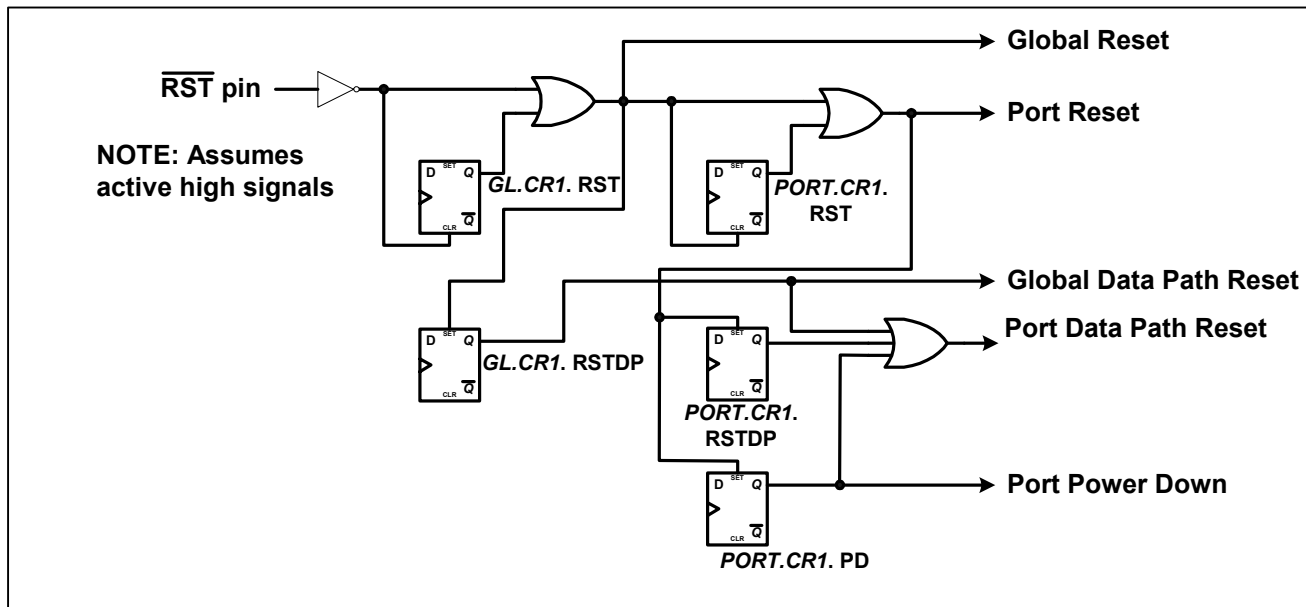 Global Reset
RST pin
Port Reset
NOTE: Assumes
active high signals
D SET Q
GL.CR1. RST
Q
CLR
D SET Q
PORT.CR1.
RST
Q
CLR
Global Data Path Reset
Port Data Path Reset
D SET Q
GL.CR1. RSTDP
Q
CLR
D SET Q
Q
CLR
PORT.CR1.
RSTDP
D SET Q
Port Power Down
Q
CLR
PORT.CR1. PD